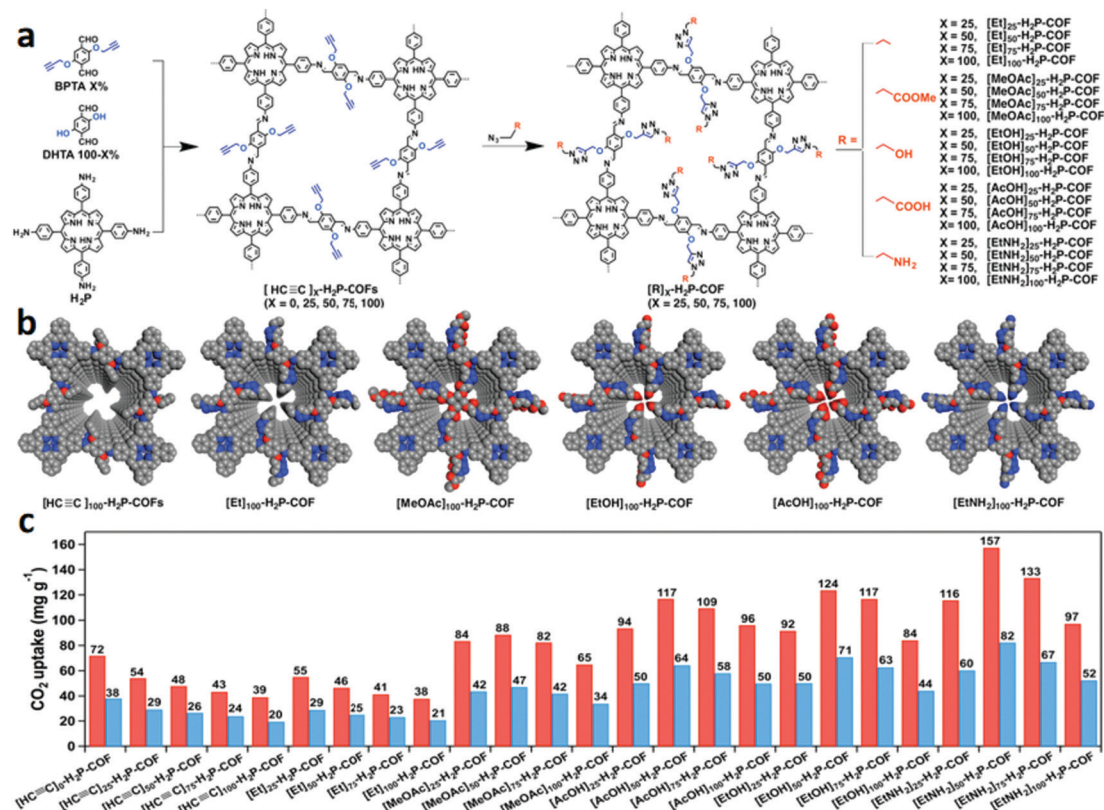 a
CHO
O
O
CHO
BPTA X%
CHO
OH
HO
CHO
DHTA 100-X%
NH₂
H₂N
NH₂
NH₂
H₂P
[HC≡C]x-H₂P-COFs
(X = 0, 25, 50, 75, 100)
N₃
R
[R]x-H₂P-COF
(X = 25, 50, 75, 100)
R =
X = 25, [Et]₂₅-H₂P-COF
X = 50, [Et]₅₀-H₂P-COF
X = 75, [Et]₇₅-H₂P-COF
X= 100, [Et]₁₀₀-H₂P-COF
COOMe
X = 25, [MeOAc]₂₅-H₂P-COF
X = 50, [MeOAc]₅₀-H₂P-COF
X = 75, [MeOAc]₇₅-H₂P-COF
X= 100, [MeOAc]₁₀₀-H₂P-COF
OH
X = 25, [EtOH]₂₅-H₂P-COF
X = 50, [EtOH]₅₀-H₂P-COF
X = 75, [EtOH]₇₅-H₂P-COF
X= 100, [EtOH]₁₀₀-H₂P-COF
COOH
X = 25, [AcOH]₂₅-H₂P-COF
X = 50, [AcOH]₅₀-H₂P-COF
X = 75, [AcOH]₇₅-H₂P-COF
X= 100, [AcOH]₁₀₀-H₂P-COF
NH₂
X = 25, [EtNH₂]₂₅-H₂P-COF
X = 50, [EtNH₂]₅₀-H₂P-COF
X = 75, [EtNH₂]₇₅-H₂P-COF
X= 100, [EtNH₂]₁₀₀-H₂P-COF
b
[HC≡C]₁₀₀-H₂P-COFs
[Et]₁₀₀-H₂P-COF
[MeOAc]₁₀₀-H₂P-COF
[EtOH]₁₀₀-H₂P-COF
[AcOH]₁₀₀-H₂P-COF
[EtNH₂]₁₀₀-H₂P-COF
c
CO₂ uptake (mg g⁻¹)
160
140
120
100
80
60
40
20
0
72 38
54 29
48 26
43 24
39 20
55 29
46 25
41 23
38 21
84 42
88 47
82 42
65 34
94 50
117 64
109 58
96 50
92 50
124 71
117 63
84 44
116 60
157 82
133 67
97 52
[HC≡C]₀-H₂P-COF
[HC≡C]₂₅-H₂P-COF
[HC≡C]₅₀-H₂P-COF
[HC≡C]₇₅-H₂P-COF
[HC≡C]₁₀₀-H₂P-COF
[Et]₂₅-H₂P-COF
[Et]₅₀-H₂P-COF
[Et]₇₅-H₂P-COF
[Et]₁₀₀-H₂P-COF
[MeOAc]₂₅-H₂P-COF
[MeOAc]₅₀-H₂P-COF
[MeOAc]₇₅-H₂P-COF
[MeOAc]₁₀₀-H₂P-COF
[AcOH]₂₅-H₂P-COF
[AcOH]₅₀-H₂P-COF
[AcOH]₇₅-H₂P-COF
[AcOH]₁₀₀-H₂P-COF
[EtOH]₂₅-H₂P-COF
[EtOH]₅₀-H₂P-COF
[EtOH]₇₅-H₂P-COF
[EtOH]₁₀₀-H₂P-COF
[EtNH₂]₂₅-H₂P-COF
[EtNH₂]₅₀-H₂P-COF
[EtNH₂]₇₅-H₂P-COF
[EtNH₂]₁₀₀-H₂P-COF